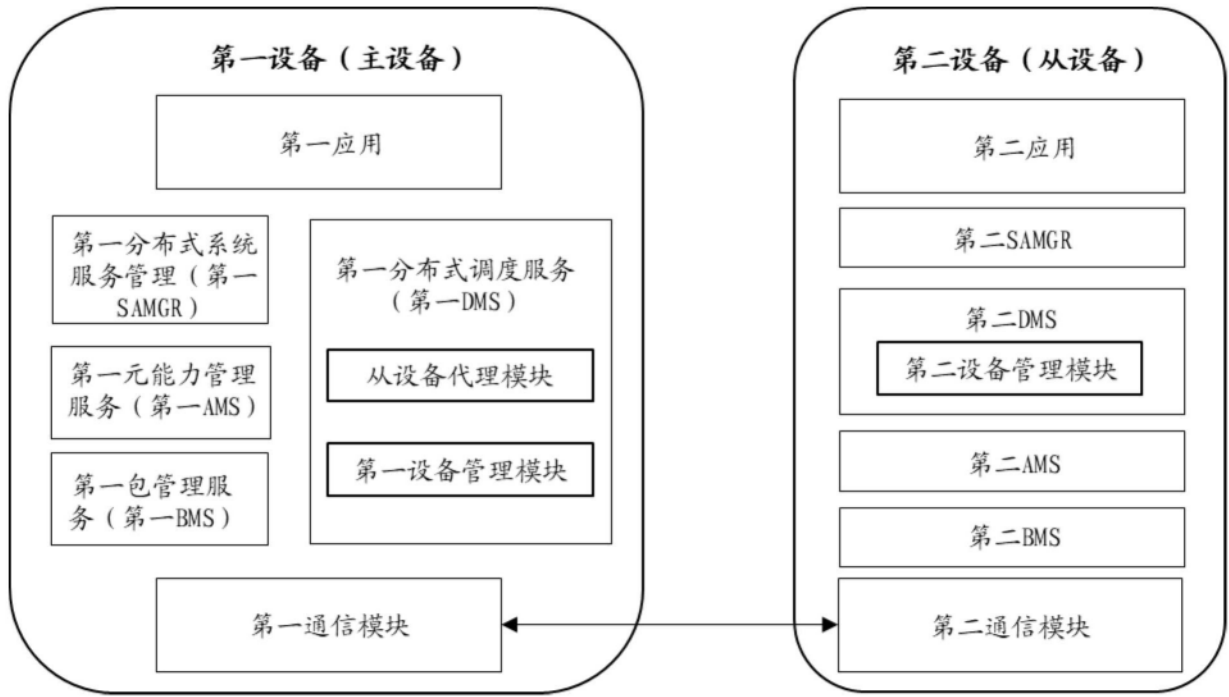 第一设备（主设备）
第一应用
第一分布式系统
服务管理（第一
SAMGR）
第一元能力管理
服务（第一AMS）
第一包管理服
务（第一BMS）
第一分布式调度服务
（第一DMS）
从设备代理模块
第一设备管理模块
第一通信模块
第二设备（从设备）
第二应用
第二SAMGR
第二DMS
第二设备管理模块
第二AMS
第二BMS
第二通信模块